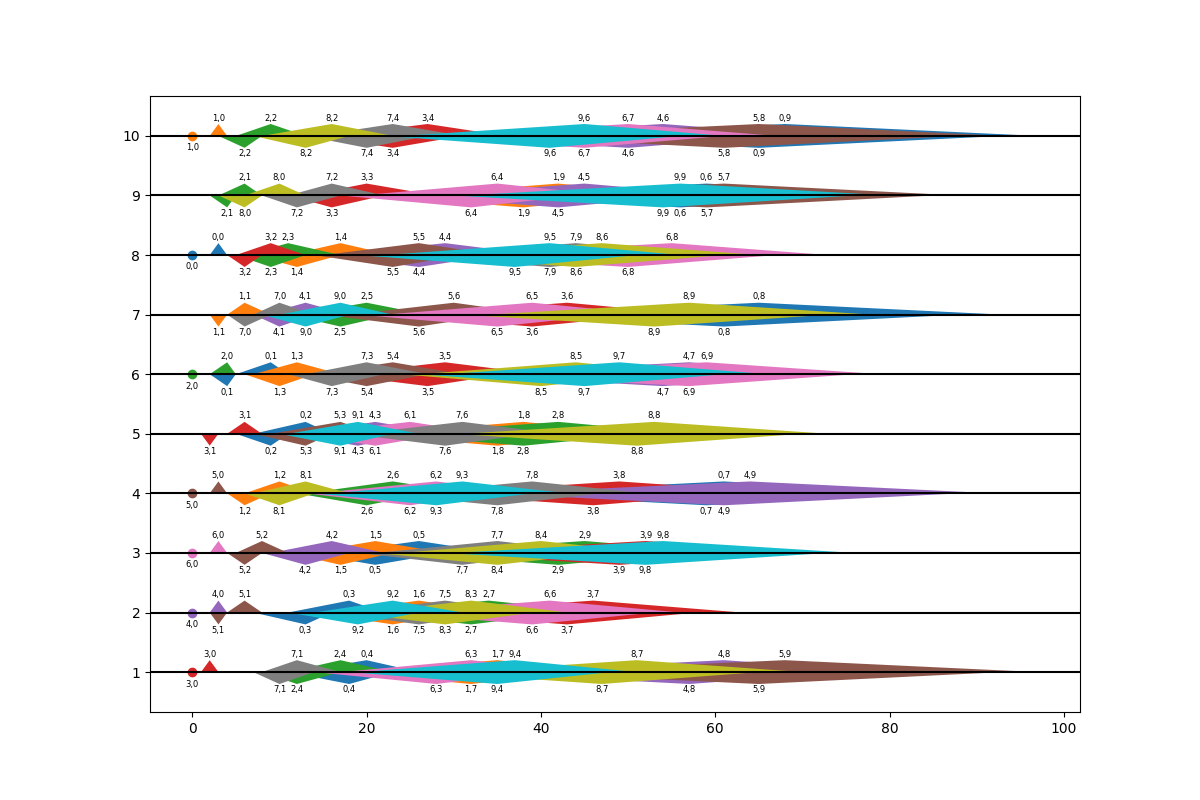 1,0 2,2 8,2 7,4 3,4 9,6 6,7 4,6 5,8 0,9
10
1,0 2,2 8,2 7,4 3,4 9,6 6,7 4,6 5,8 0,9
2,1 8,0 7,2 3,3 6,4 1,9 4,5 9,9 0,6 5,7
9
2,1 8,0 7,2 3,3 6,4 1,9 4,5 9,9 0,6 5,7
0,0 3,2 2,3 1,4 5,5 4,4 9,5 7,9 8,6 6,8
8
0,0 3,2 2,3 1,4 5,5 4,4 9,5 7,9 8,6 6,8
1,1 7,0 4,1 9,0 2,5 5,6 6,5 3,6 8,9 0,8
7
1,1 7,0 4,1 9,0 2,5 5,6 6,5 3,6 8,9 0,8
2,0 0,1 1,3 7,3 5,4 3,5 8,5 9,7 4,7 6,9
6
0,1 1,3 7,3 5,4 3,5 8,5 9,7 4,7 6,9
3,1 0,2 5,3 9,1 4,3 6,1 7,6 1,8 2,8 8,8
5
3,1 0,2 5,3 9,1 4,3 6,1 7,6 1,8 2,8 8,8
5,0 1,2 8,1 2,6 6,2 9,3 7,8 3,8 0,7 4,9
4
5,0 1,2 8,1 2,6 6,2 9,3 7,8 3,8 0,7 4,9
6,0 5,2 4,2 1,5 0,5 7,7 8,4 2,9 3,9 9,8
3
6,0 5,2 4,2 1,5 0,5 7,7 8,4 2,9 3,9 9,8
4,0 5,1 0,3 9,2 1,6 7,5 8,3 2,7 6,6 3,7
2
4,0 5,1 0,3 9,2 1,6 7,5 8,3 2,7 6,6 3,7
3,0 7,1 2,4 0,4 6,3 1,7 9,4 8,7 4,8 5,9
1
3,0 7,1 2,4 0,4 6,3 1,7 9,4 8,7 4,8 5,9
0 20 40 60 80 100